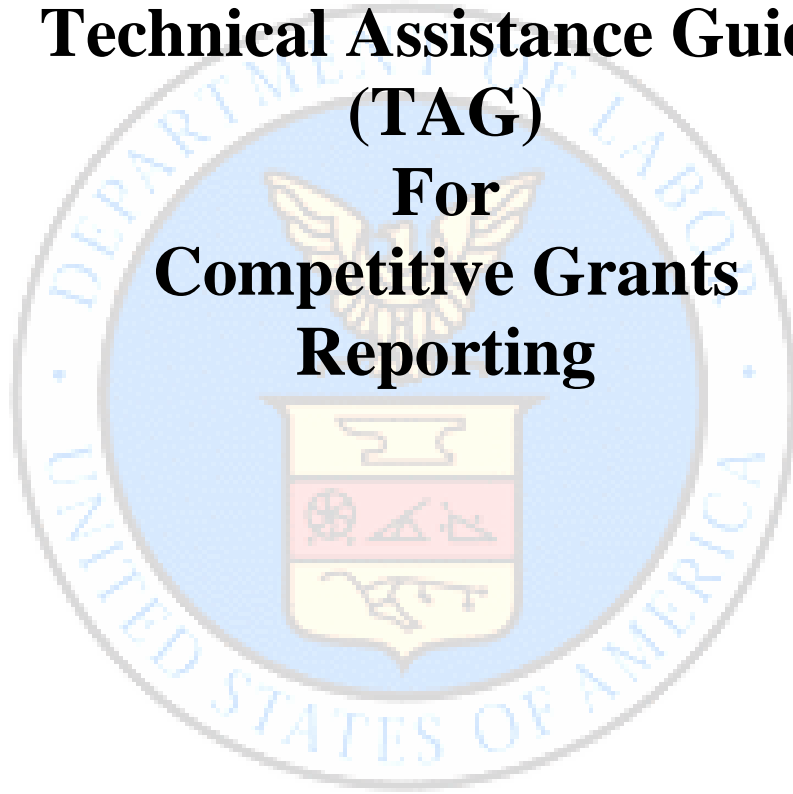 Technical Assistance Gui
(TAG)
For
Competitive Grants
Reporting
DEPARTMENT OF LABOR
UNITED STATES OF AMERICA